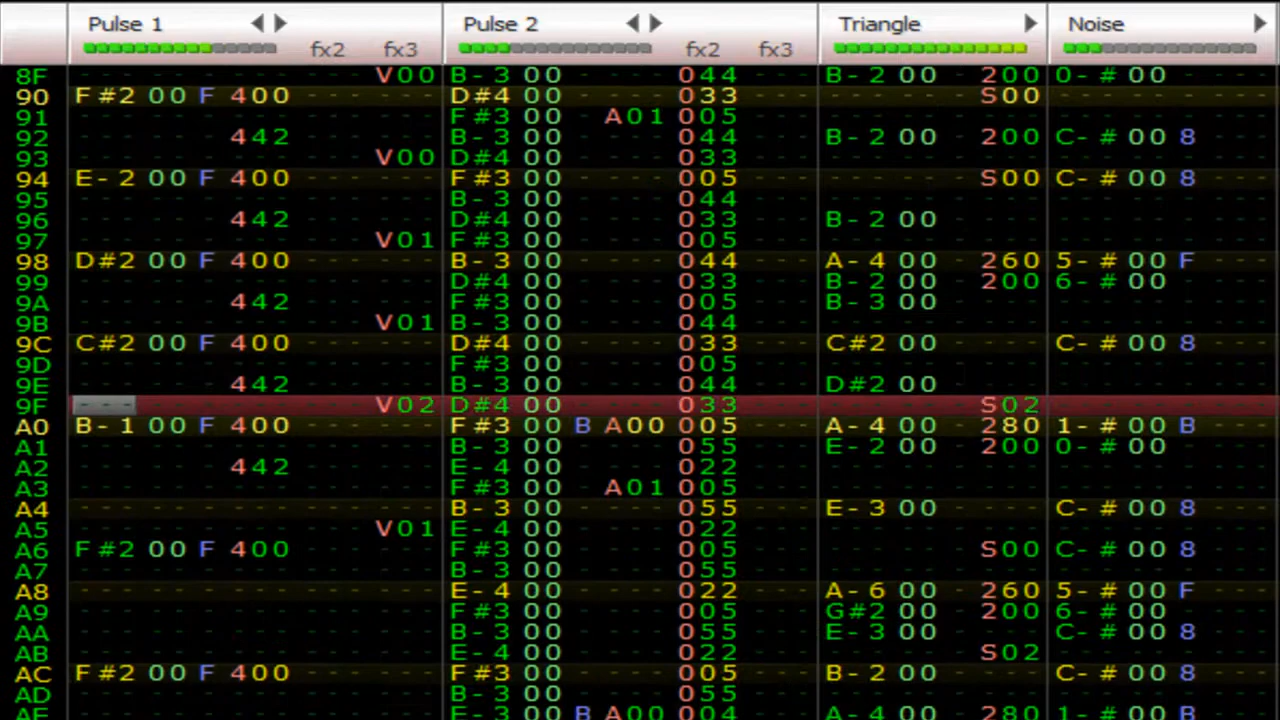 Pulse 1 Pulse 2 Triangle Noise
fx2 fx3 fx2 fx3
8F V00 B-3 00 044 B-2 00 200 0-# 00
90 F#2 00 F 400 D#4 00 033 S00
91 F#3 00 A01 005
92 442 B-3 00 044 B-2 00 200 C-# 00 8
93 V00 D#4 00 033
94 E-2 00 F 400 F#3 00 005 S00 C-# 00 8
95 B-3 00 044
96 442 D#4 00 033 B-2 00
97 V01 F#3 00 005
98 D#2 00 F 400 B-3 00 044 A-4 00 260 5-# 00 F
99 D#4 00 033 B-2 00 200 6-# 00
9A 442 F#3 00 005 B-3 00
9B V01 B-3 00 044
9C C#2 00 F 400 D#4 00 033 C#2 00 C-# 00 8
9D F#3 00 005
9E 442 B-3 00 044 D#2 00
9F --- V02 D#4 00 033 S02
A0 B-1 00 F 400 F#3 00 B A00 005 A-4 00 280 1-# 00 B
A1 B-3 00 055 E-2 00 200 0-# 00
A2 442 E-4 00 022
A3 F#3 00 A01 005
A4 B-3 00 055 E-3 00 C-# 00 8
A5 V01 E-4 00 022
A6 F#2 00 F 400 F#3 00 005 S00 C-# 00 8
A7 B-3 00 055
A8 E-4 00 022 A-6 00 260 5-# 00 F
A9 F#3 00 005 G#2 00 200 6-# 00
AA B-3 00 055 E-3 00 C-# 00 8
AB E-4 00 022 S02
AC F#2 00 F 400 F#3 00 005 B-2 00 C-# 00 8
AD B-3 00 055
AE E-3 00 B A00 004 A-4 00 280 1-# 00 B